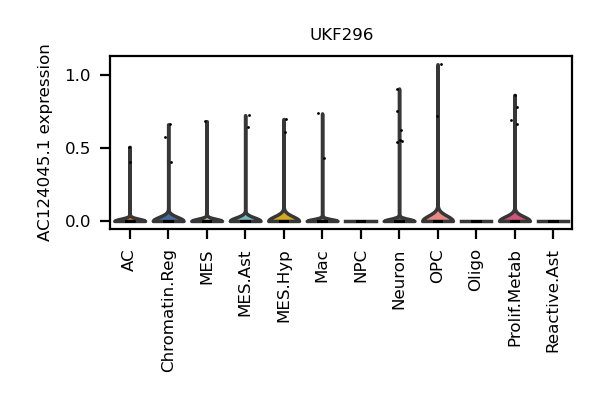 UKF296
AC124045.1 expression
1.0
0.5
0.0
AC
Chromatin.Reg
MES
MES.Ast
MES.Hyp
Mac
NPC
Neuron
OPC
Oligo
Prolif.Metab
Reactive.Ast